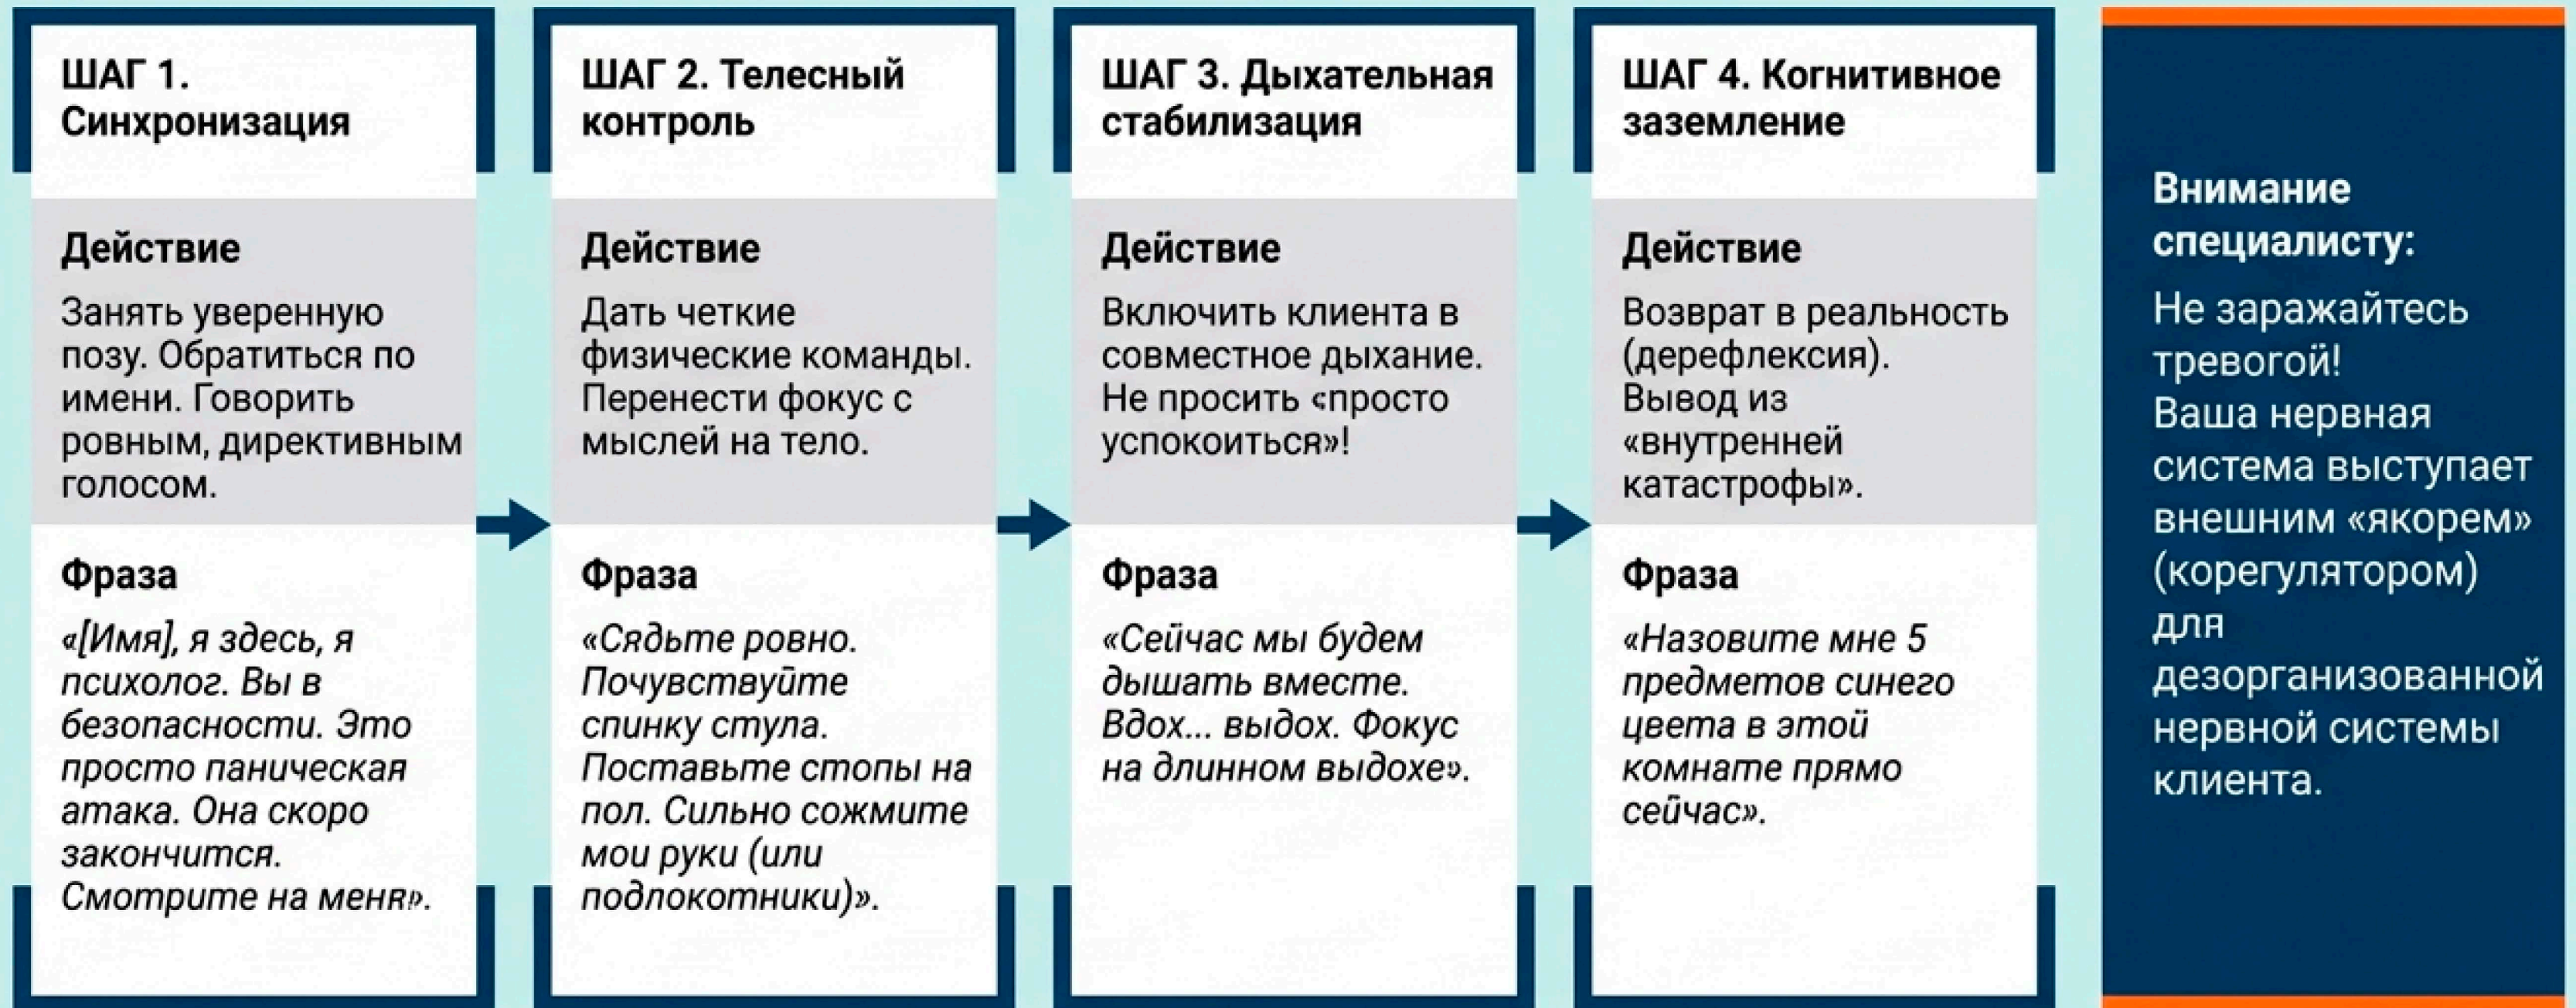 ШАГ 1.
Синхронизация
Действие
Занять уверенную
позу. Обратиться по
имени. Говорить
ровным, директивным
голосом.
Фраза
«[Имя], я здесь, я
психолог. Вы в
безопасности. Это
просто паническая
атака. Она скоро
закончится.
Смотрите на меня».
ШАГ 2. Телесный
контроль
Действие
Дать четкие
физические команды.
Перенести фокус с
мыслей на тело.
Фраза
«Сядьте ровно.
Почувствуйте
спинку стула.
Поставьте стопы на
пол. Сильно сожмите
мои руки (или
подлокотники)».
ШАГ 3. Дыхательная
стабилизация
Действие
Включить клиента в
совместное дыхание.
Не просить «просто
успокоиться»!
Фраза
«Сейчас мы будем
дышать вместе.
Вдох... выдох. Фокус
на длинном выдохе».
ШАГ 4. Когнитивное
заземление
Действие
Возврат в реальность
(дерефлексия).
Вывод из
«внутренней
катастрофы».
Фраза
«Назовите мне 5
предметов синего
цвета в этой
комнате прямо
сейчас».
Внимание
специалисту:
Не заражайтесь
тревогой!
Ваша нервная
система выступает
внешним «якорем»
(корегулятором)
для
дезорганизованной
нервной системы
клиента.